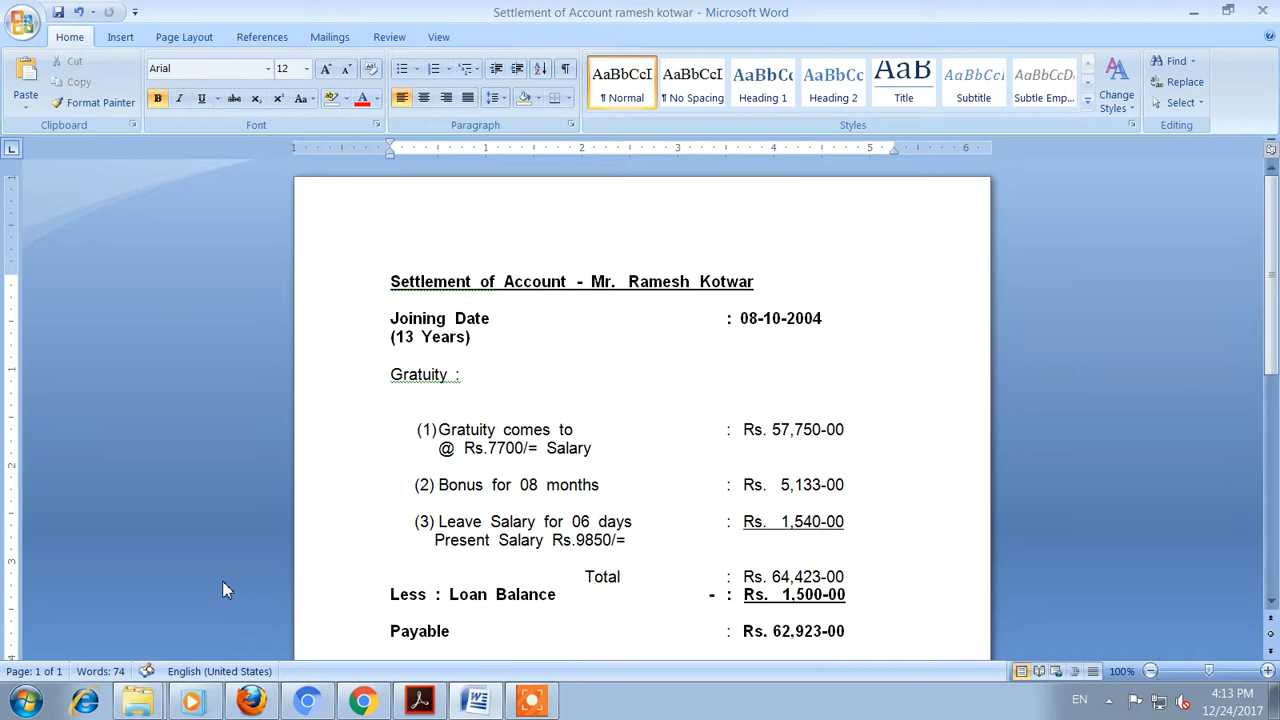 Settlement of Account ramesh kotwar - Microsoft Word
Home Insert Page Layout References Mailings Review View
Paste
Cut
Copy
Format Painter
Clipboard
Arial 12
Font
Paragraph
AaBbCcI AaBbCcI AaBbCc AaBbCc AaB AaBbCcI AaBbCcI
¶ Normal ¶ No Spacing Heading 1 Heading 2 Title Subtitle Subtle Emp...
Styles
Change Styles
Find
Replace
Select
Editing
Settlement of Account - Mr. Ramesh Kotwar
Joining Date : 08-10-2004
(13 Years)
Gratuity :
(1) Gratuity comes to : Rs. 57,750-00
@ Rs.7700/= Salary
(2) Bonus for 08 months : Rs. 5,133-00
(3) Leave Salary for 06 days : Rs. 1,540-00
Present Salary Rs.9850/=
Total : Rs. 64,423-00
Less : Loan Balance - : Rs. 1,500-00
Payable : Rs. 62,923-00
Page: 1 of 1 Words: 74 English (United States) 100%
EN 4:13 PM
12/24/2017